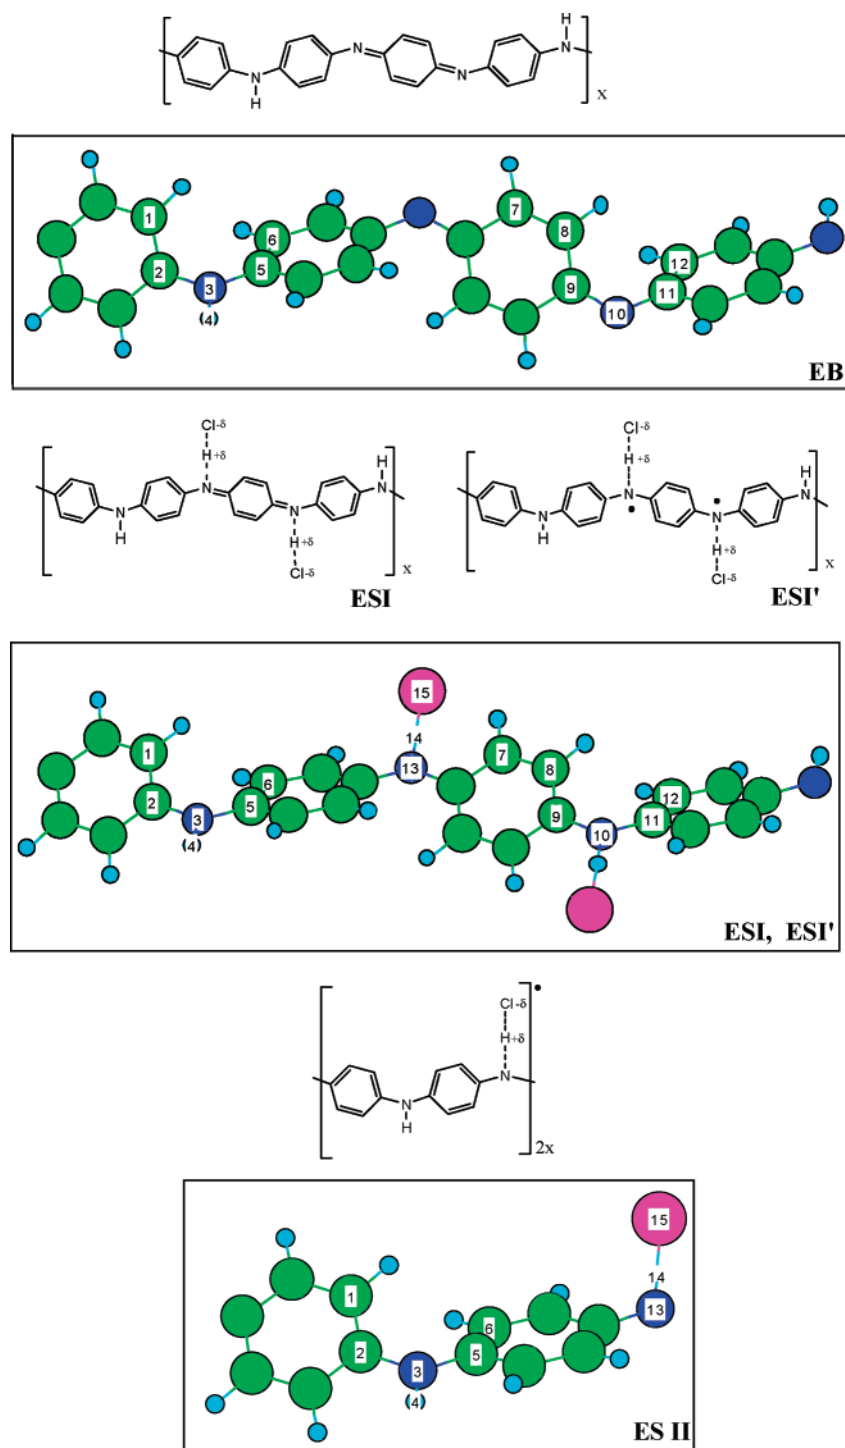 H
N
N
N
N
H
x
1
2
3
(4)
5
6
7
8
9
10
11
12
EB
Cl-δ
H+δ
H
N
N
N
N
H
H+δ
Cl-δ
x
ESI
Cl-δ
H+δ
H
N
N
N
N
H
H+δ
Cl-δ
x
ESI'
15
14
13
1
2
3
(4)
5
6
7
8
9
10
11
12
ESI, ESI'
Cl-δ
H+δ
N
N
H
2x
15
14
13
1
2
3
(4)
5
6
ES II